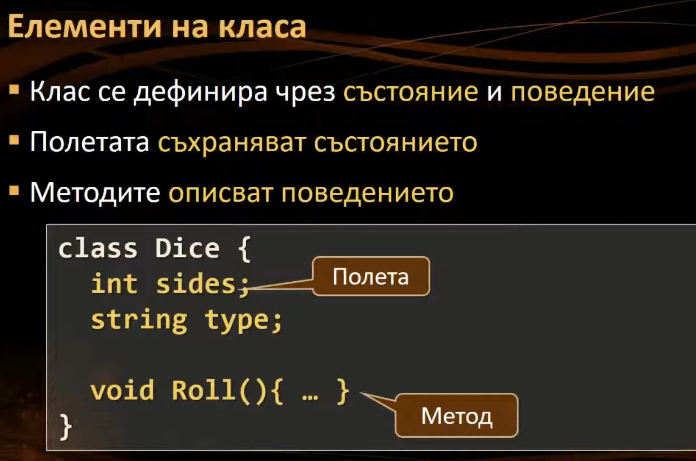 Елементи на класа
Клас се дефинира чрез състояние и поведение
Полетата съхраняват състоянието
Методите описват поведението
class Dice {
int sides;
Полета
string type;
void Roll(){ … }
Метод
}